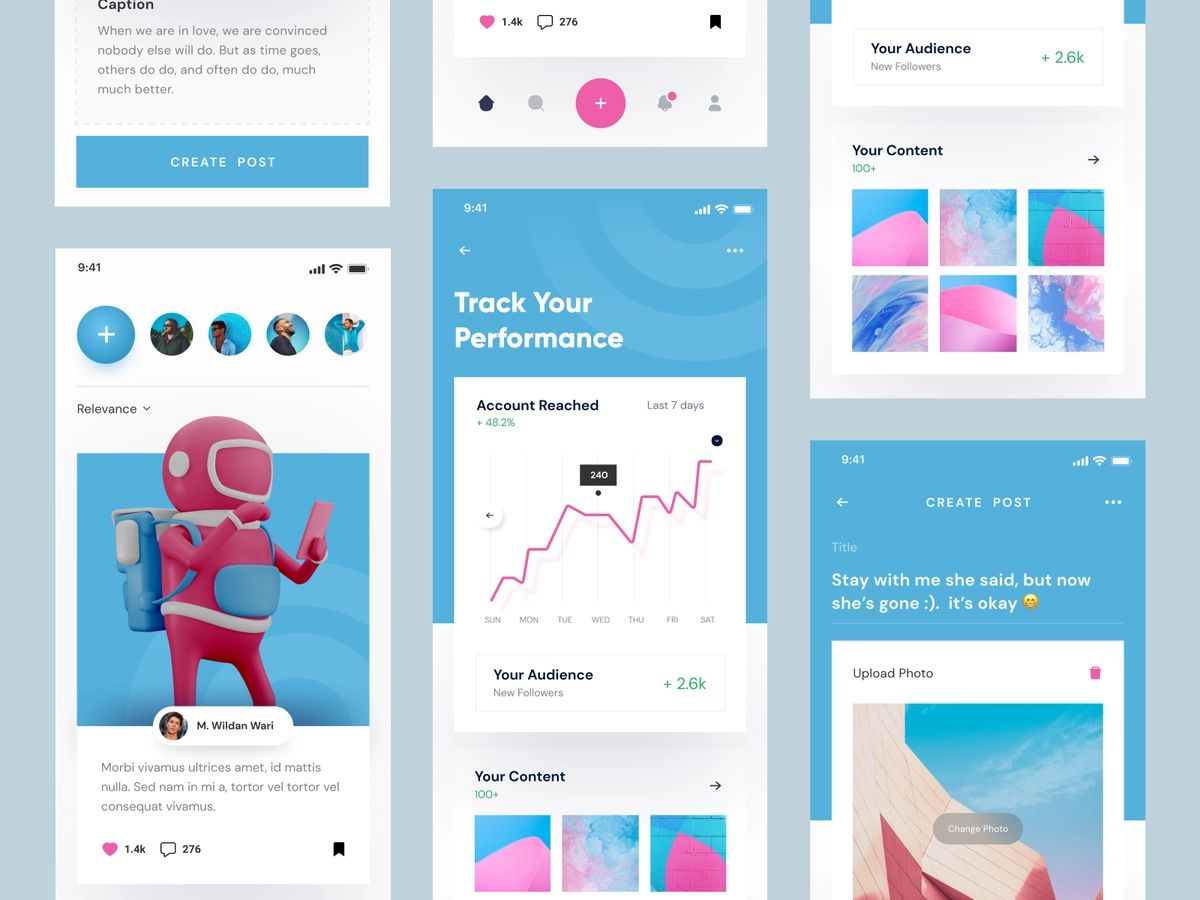 Caption
When we are in love, we are convinced
nobody else will do. But as time goes,
others do do, and often do do, much
much better.
CREATE POST
9:41
Relevance
M. Wildan Wari
Morbi vivamus ultrices amet, id mattis
nulla. Sed nam in mi a, tortor vel tortor vel
consequat vivamus.
1.4k 276
1.4k 276
9:41
Track Your
Performance
Account Reached Last 7 days
+ 48.2%
240
SUN MON TUE WED THU FRI SAT
Your Audience
New Followers
+ 2.6k
Your Content
100+
Your Audience
New Followers
+ 2.6k
Your Content
100+
9:41
CREATE POST
Title
Stay with me she said, but now
she's gone :). it's okay 😁
Upload Photo
Change Photo